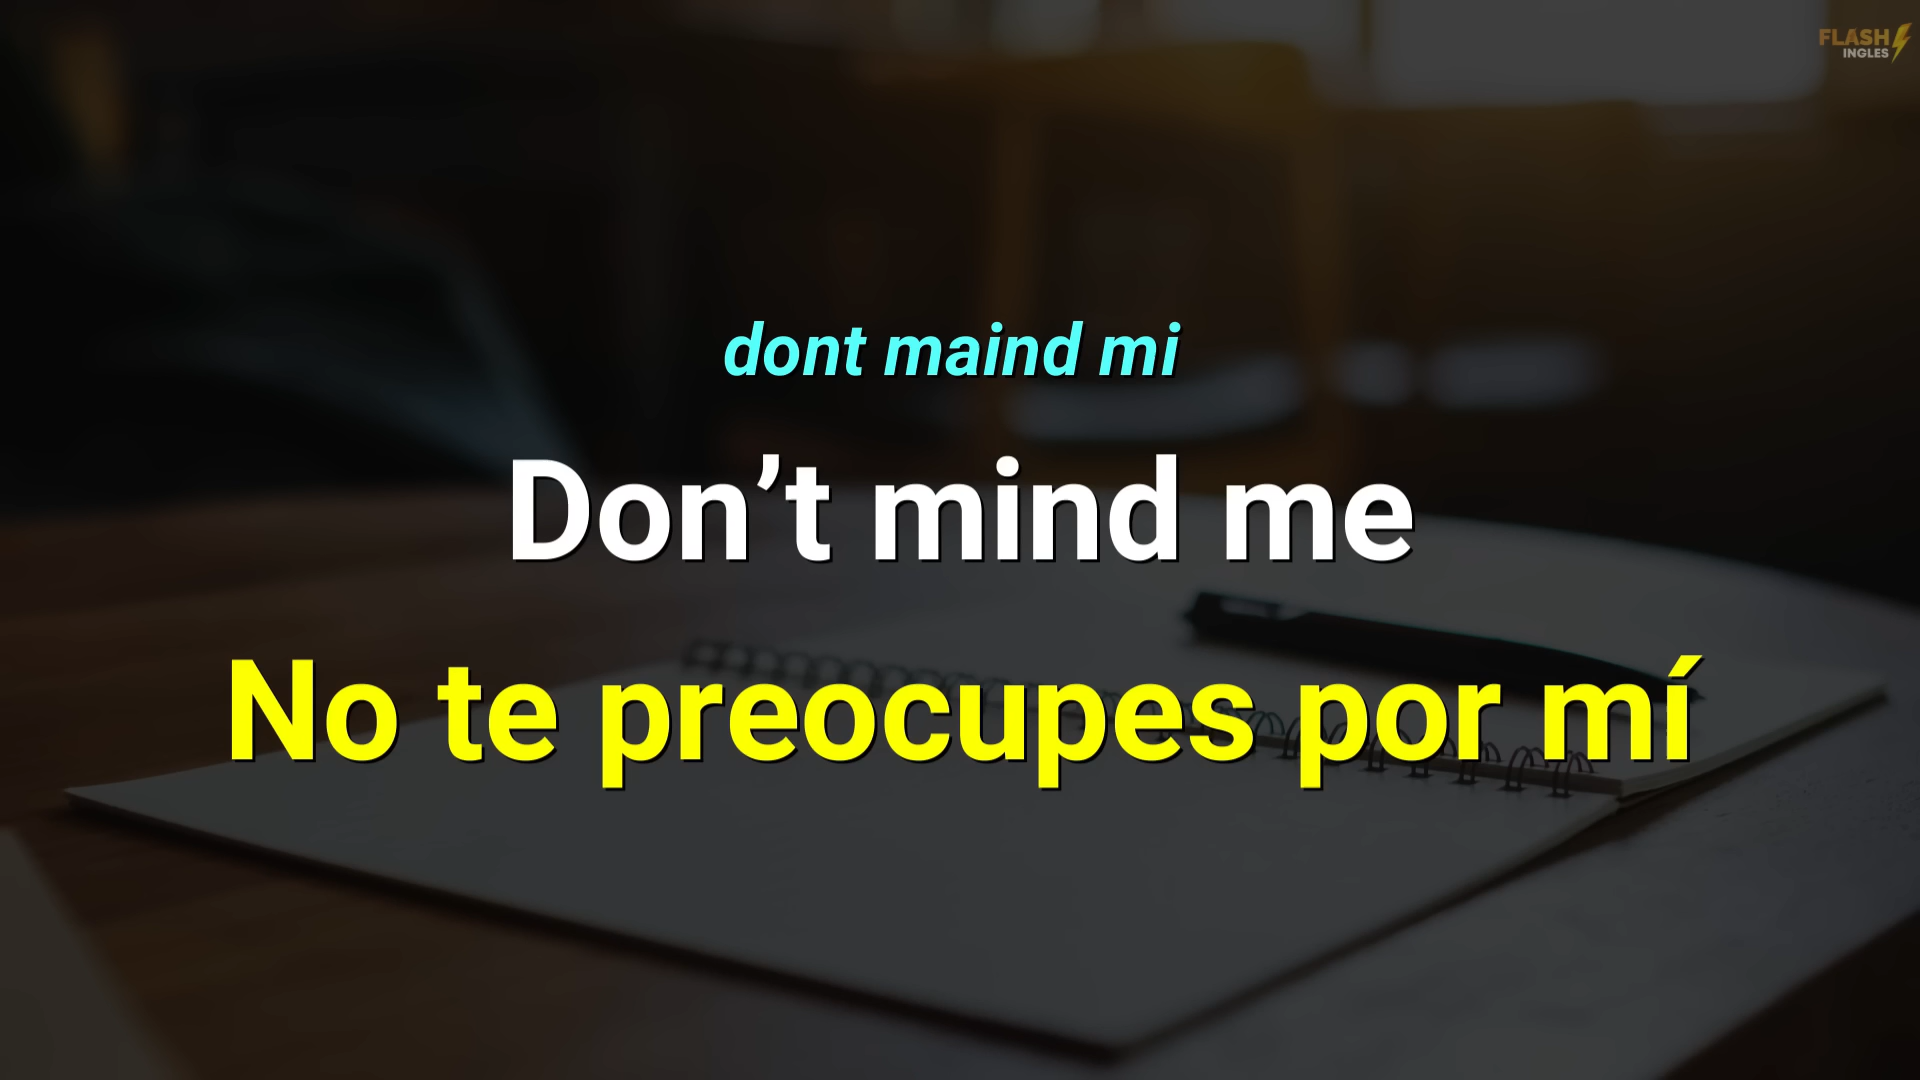 FLASH
INGLES
dont maind mi
Don’t mind me
No te preocupes por mí